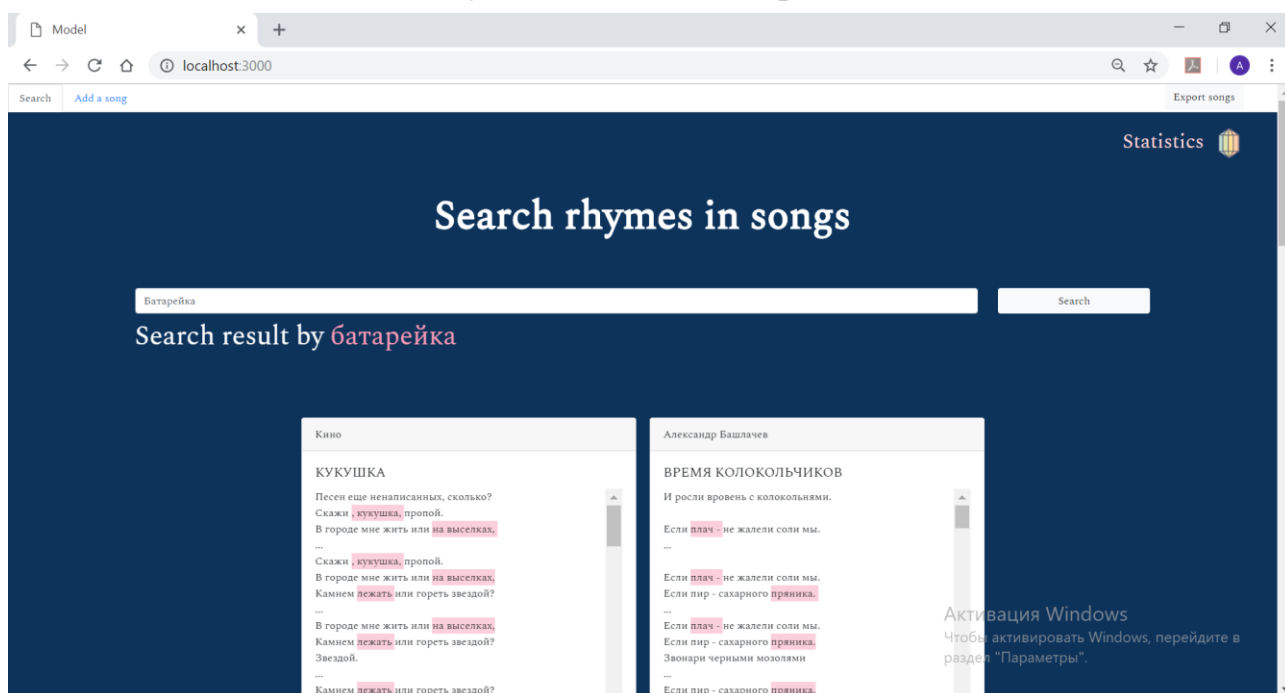 Model
localhost:3000
A
Search Add a song Export songs
Statistics
Search rhymes in songs
Батарейка Search
Search result by батарейка
Кино
КУКУШКА
Песен еще ненаписанных, сколько?
Скажи , кукушка, пропой.
В городе мне жить или на выселках,
...
Скажи , кукушка, пропой.
В городе мне жить или на выселках,
Камнем лежать или гореть звездой?
...
В городе мне жить или на выселках,
Камнем лежать или гореть звездой?
Звездой.
...
Камнем лежать или гореть звездой?
Александр Башлачев
ВРЕМЯ КОЛОКОЛЬЧИКОВ
И росли вровень с колокольнями.
Если плач - не жалели соли мы.
...
Если плач - не жалели соли мы.
Если пир - сахарного пряника.
...
Если плач - не жалели соли мы.
Если пир - сахарного пряника.
Звонари черными мозолями
...
Если пир - сахарного пряника.
Активация Windows
Чтобы активировать Windows, перейдите в
раздел "Параметры".